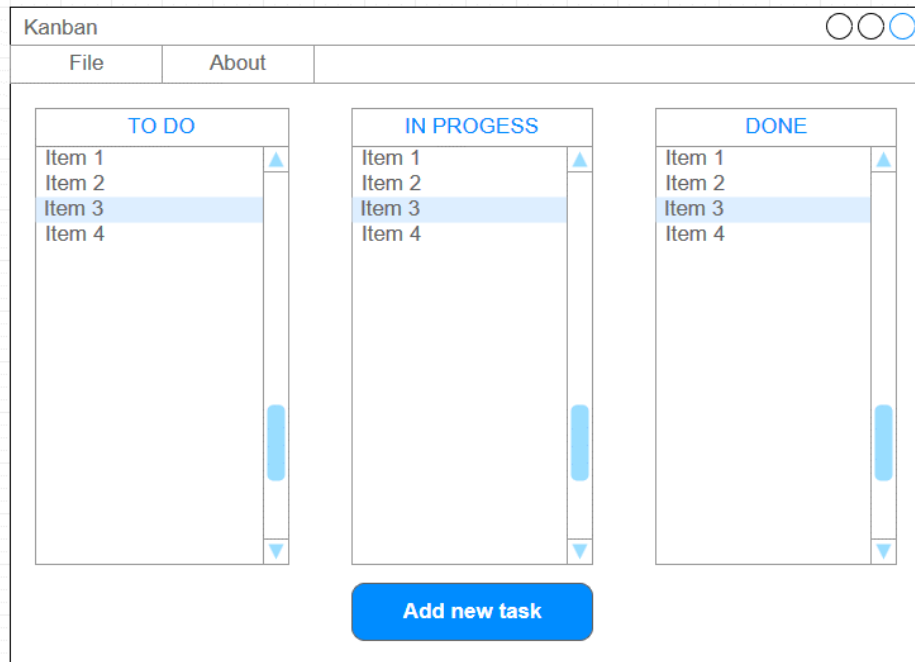 Kanban
File About
TO DO
Item 1
Item 2
Item 3
Item 4
IN PROGESS
Item 1
Item 2
Item 3
Item 4
DONE
Item 1
Item 2
Item 3
Item 4
Add new task